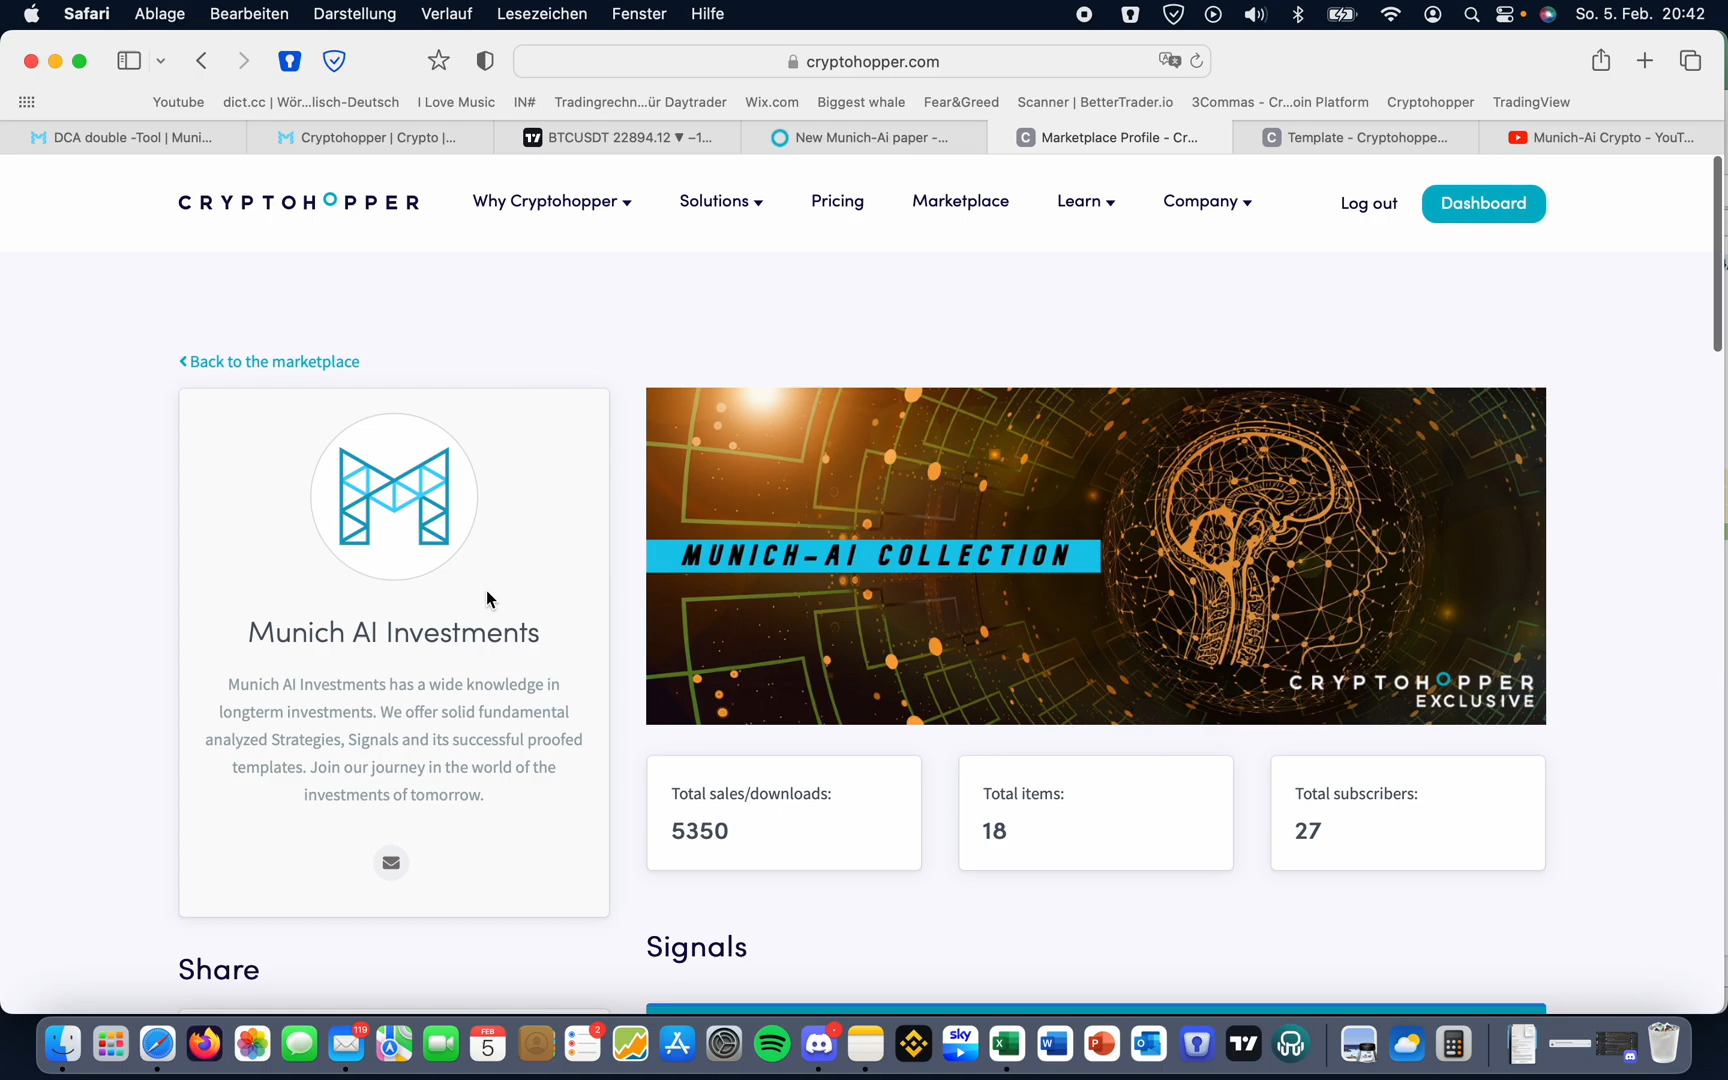 Safari Ablage Bearbeiten Darstellung Verlauf Lesezeichen Fenster Hilfe So. 5. Feb. 20:42
cryptohopper.com
Youtube dict.cc | Wör...lisch-Deutsch I Love Music IN# Tradingrechn...ür Daytrader Wix.com Biggest whale Fear&Greed Scanner | BetterTrader.io 3Commas - Cr...oin Platform Cryptohopper TradingView
DCA double -Tool | Muni... Cryptohopper | Crypto |... BTCUSDT 22894.12 ▼ −1... New Munich-Ai paper -... Marketplace Profile - Cr... Template - Cryptohoppe... Munich-Ai Crypto - YouT...
CRYPTOHOPPER Why Cryptohopper Solutions Pricing Marketplace Learn Company Log out Dashboard
Back to the marketplace
MUNICH-AI COLLECTION
CRYPTOHOPPER
EXCLUSIVE
Munich AI Investments
Munich AI Investments has a wide knowledge in
longterm investments. We offer solid fundamental
analyzed Strategies, Signals and its successful proofed
templates. Join our journey in the world of the
investments of tomorrow.
Total sales/downloads: Total items: Total subscribers:
5350 18 27
Signals
Share
119
FEB
5
2
sky